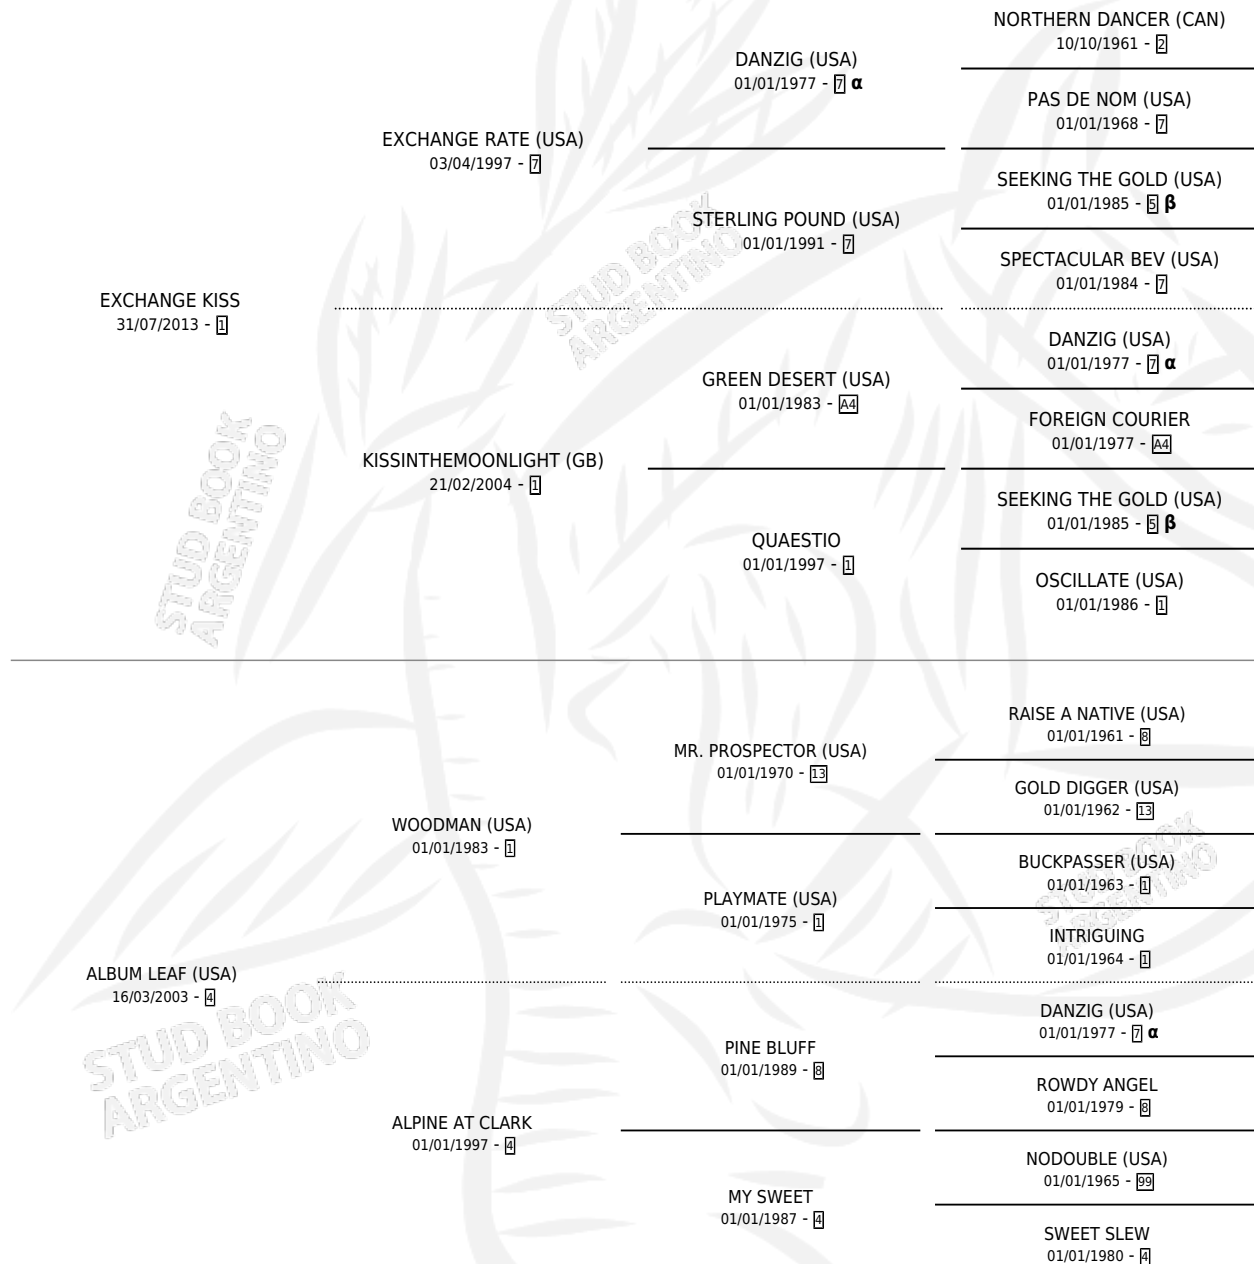 NORTHERN DANCER (CAN)
10/10/1961 - 2
DANZIG (USA)
01/01/1977 - 7 α
PAS DE NOM (USA)
01/01/1968 - 7
EXCHANGE RATE (USA)
03/04/1997 - 7
SEEKING THE GOLD (USA)
01/01/1985 - 5 β
STERLING POUND (USA)
01/01/1991 - 7
SPECTACULAR BEV (USA)
01/01/1984 - 7
EXCHANGE KISS
31/07/2013 - 1
DANZIG (USA)
01/01/1977 - 7 α
GREEN DESERT (USA)
01/01/1983 - A4
FOREIGN COURIER
01/01/1977 - A4
KISSINTHEMOONLIGHT (GB)
21/02/2004 - 1
SEEKING THE GOLD (USA)
01/01/1985 - 5 β
QUAESTIO
01/01/1997 - 1
OSCILLATE (USA)
01/01/1986 - 1
STUD BOOK
ARGENTINO
STUD BOOK
ARGENTINO
RAISE A NATIVE (USA)
01/01/1961 - 8
MR. PROSPECTOR (USA)
01/01/1970 - 13
GOLD DIGGER (USA)
01/01/1962 - 13
WOODMAN (USA)
01/01/1983 - 1
BUCKPASSER (USA)
01/01/1963 - 1
PLAYMATE (USA)
01/01/1975 - 1
INTRIGUING
01/01/1964 - 1
ALBUM LEAF (USA)
16/03/2003 - 4
DANZIG (USA)
01/01/1977 - 7 α
PINE BLUFF
01/01/1989 - 8
ROWDY ANGEL
01/01/1979 - 8
ALPINE AT CLARK
01/01/1997 - 4
NODOUBLE (USA)
01/01/1965 - 99
MY SWEET
01/01/1987 - 4
SWEET SLEW
01/01/1980 - 4
STUD BOOK
ARGENTINO
STUD BOOK
ARGENTINO